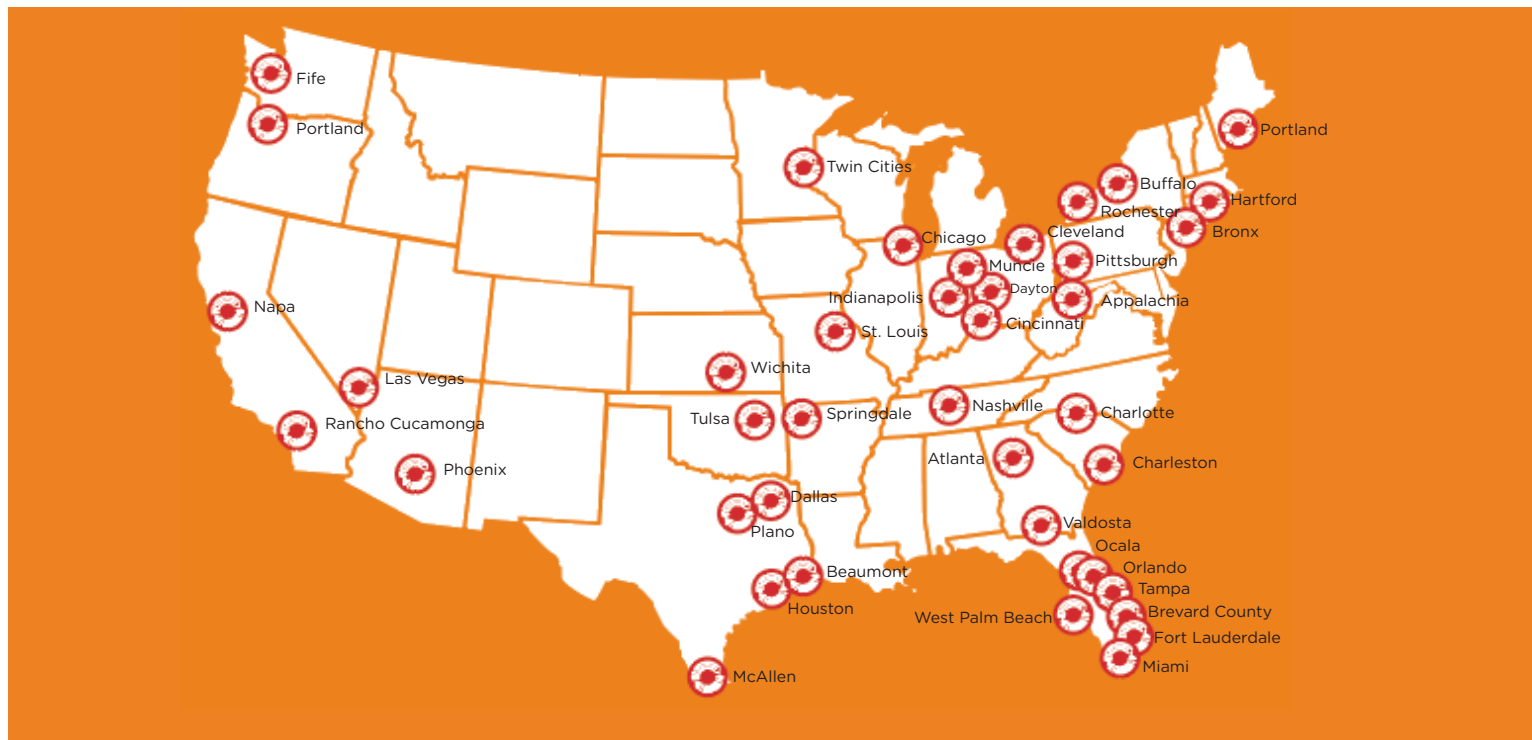 Fife
Portland
Portland
Twin Cities
Buffalo
Hartford
Rochester
Bronx
Cleveland
Chicago
Pittsburgh
Muncie
Dayton
Indianapolis
Appalachia
Napa
Cincinnati
St. Louis
Wichita
Las Vegas
Nashville
Springdale
Charlotte
Tulsa
Rancho Cucamonga
Atlanta
Charleston
Phoenix
Dallas
Valdosta
Plano
Ocala
Orlando
Beaumont
Tampa
Houston
Brevard County
West Palm Beach
Fort Lauderdale
Miami
McAllen